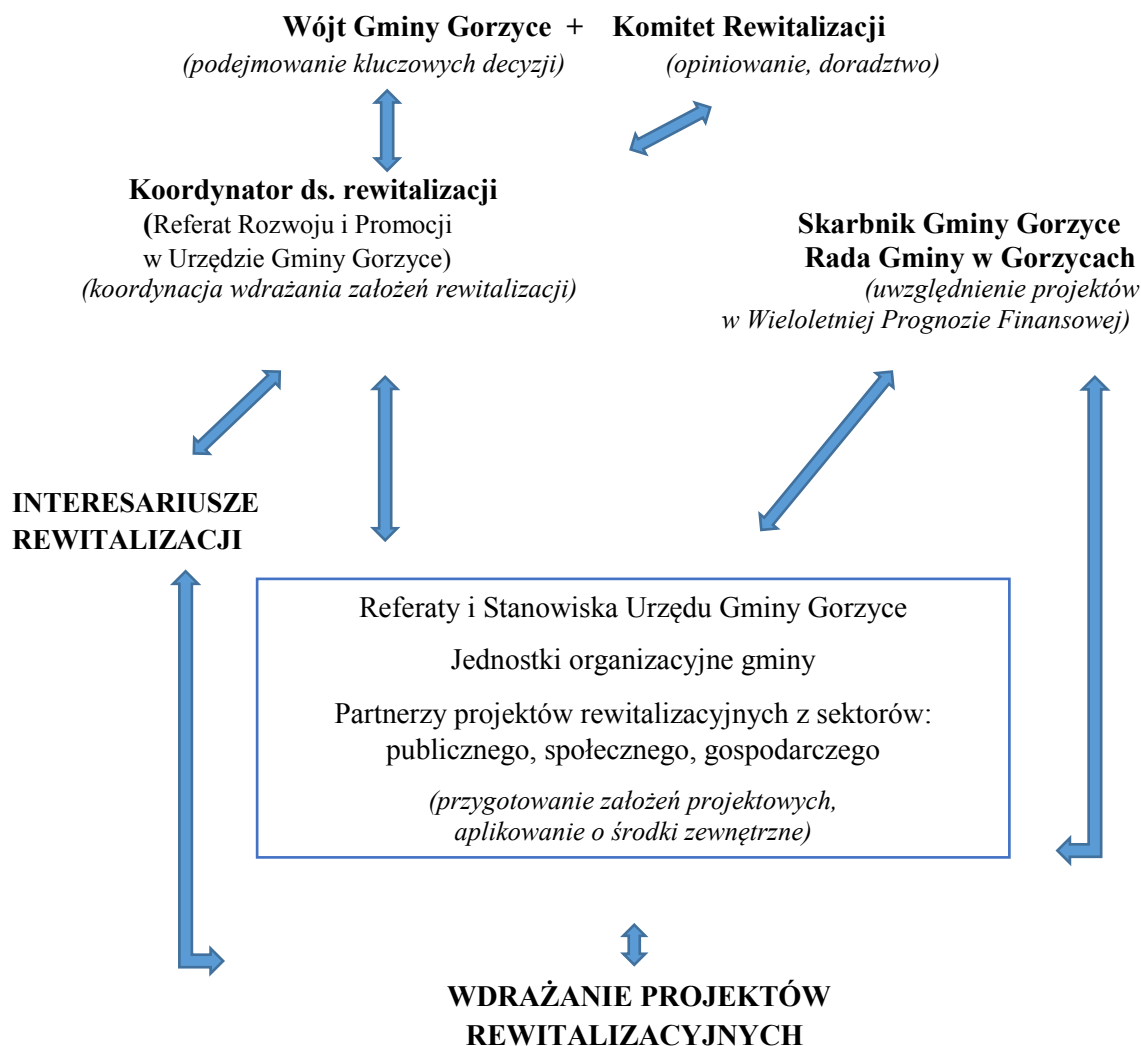 Wójt Gminy Gorzyce + Komitet Rewitalizacji
(podejmowanie kluczowych decyzji) (opiniowanie, doradztwo)
Koordynator ds. rewitalizacji
(Referat Rozwoju i Promocji
w Urzędzie Gminy Gorzyce)
(koordynacja wdrażania założeń rewitalizacji)
Skarbnik Gminy Gorzyce
Rada Gminy w Gorzycach
(uwzględnienie projektów
w Wieloletniej Prognozie Finansowej)
INTERESARIUSZE
REWITALIZACJI
Referaty i Stanowiska Urzędu Gminy Gorzyce
Jednostki organizacyjne gminy
Partnerzy projektów rewitalizacyjnych z sektorów:
publicznego, społecznego, gospodarczego
(przygotowanie założeń projektowych,
aplikowanie o środki zewnętrzne)
WDRAŻANIE PROJEKTÓW
REWITALIZACYJNYCH